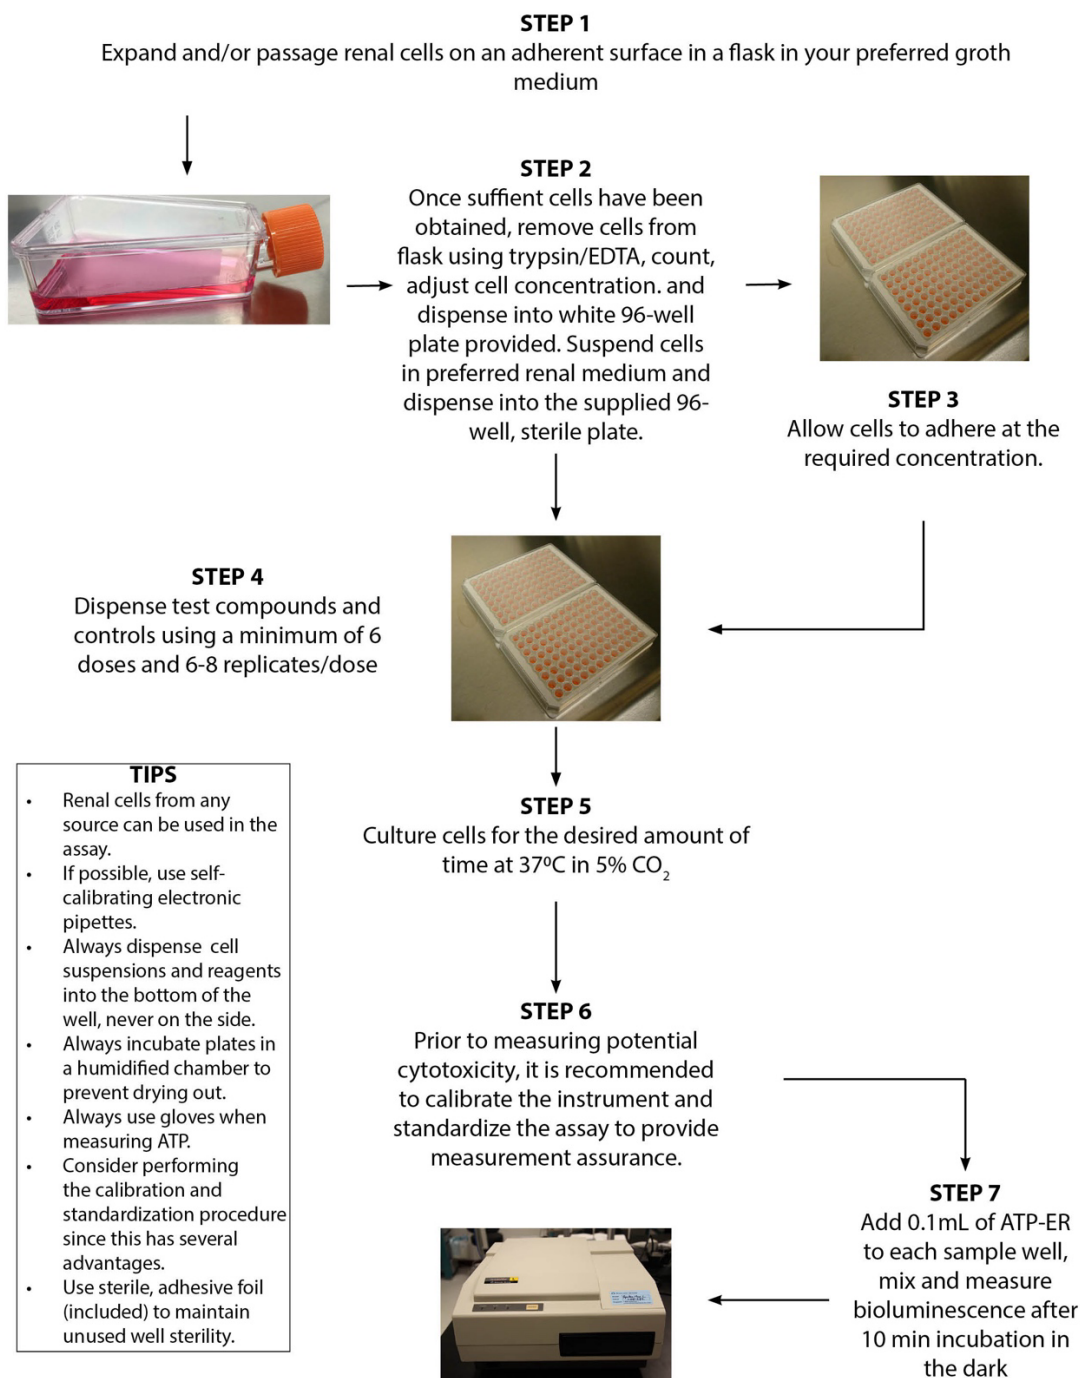 STEP 1
Expand and/or passage renal cells on an adherent surface in a flask in your preferred groth
medium
STEP 2
Once suffient cells have been
obtained, remove cells from
flask using trypsin/EDTA, count,
adjust cell concentration. and
dispense into white 96-well
plate provided. Suspend cells
in preferred renal medium and
dispense into the supplied 96-
well, sterile plate.
STEP 3
Allow cells to adhere at the
required concentration.
STEP 4
Dispense test compounds and
controls using a minimum of 6
doses and 6-8 replicates/dose
STEP 5
Culture cells for the desired amount of
time at 37⁰C in 5% CO₂
STEP 6
Prior to measuring potential
cytotoxicity, it is recommended
to calibrate the instrument and
standardize the assay to provide
measurement assurance.
STEP 7
Add 0.1mL of ATP-ER
to each sample well,
mix and measure
bioluminescence after
10 min incubation in
the dark
TIPS
• Renal cells from any
source can be used in the
assay.
• If possible, use self-
calibrating electronic
pipettes.
• Always dispense cell
suspensions and reagents
into the bottom of the
well, never on the side.
• Always incubate plates in
a humidified chamber to
prevent drying out.
• Always use gloves when
measuring ATP.
• Consider performing
the calibration and
standardization procedure
since this has several
advantages.
• Use sterile, adhesive foil
(included) to maintain
unused well sterility.